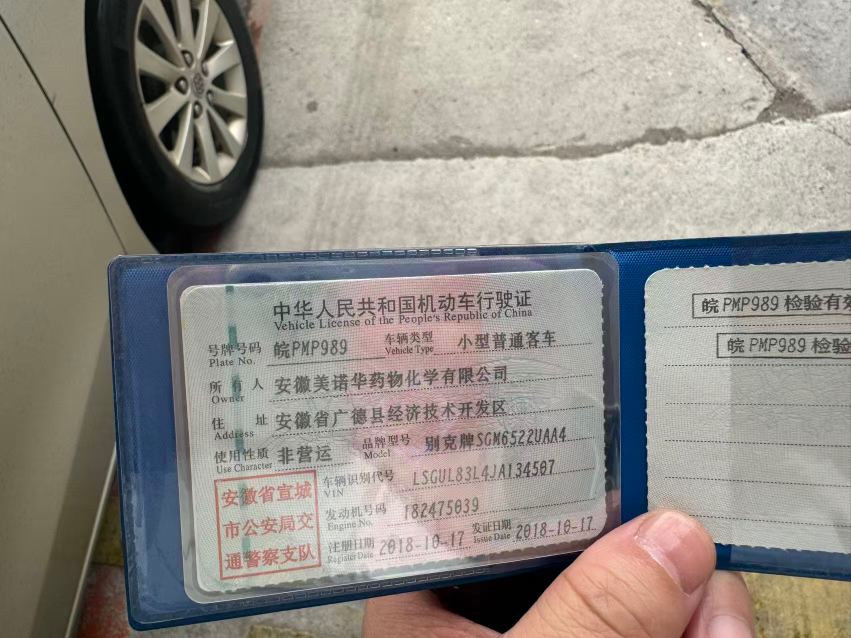 中华人民共和国机动车行驶证
Vehicle License of the People's Republic of China
号牌号码 皖PMP989 车辆类型 小型普通客车
Plate No. Vehicle Type
所有人 安徽美诺华药物化学有限公司
Owner
住址 安徽省广德县经济技术开发区
Address
使用性质 非营运 品牌型号 别克牌SGM6522UAA4
Use Character Model
车辆识别代号 LSGUL83L4JA134507
VIN
发动机号码 182475039
Engine No.
注册日期 2018-10-17 发证日期 2018-10-17
Register Date Issue Date
安徽省宣城
市公安局交
通警察支队
皖PMP989 检验有效
皖PMP989 检验